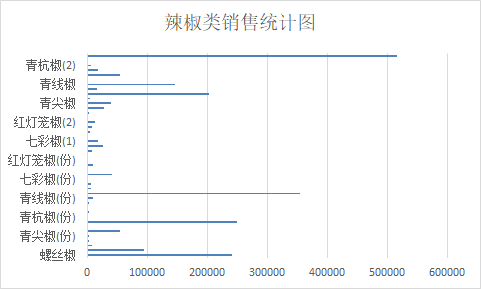 辣椒类销售统计图
青杭椒(2)
青线椒
青尖椒
红灯笼椒(2)
七彩椒(1)
红灯笼椒(份)
七彩椒(份)
青线椒(份)
青杭椒(份)
青尖椒(份)
螺丝椒
0 100000 200000 300000 400000 500000 600000